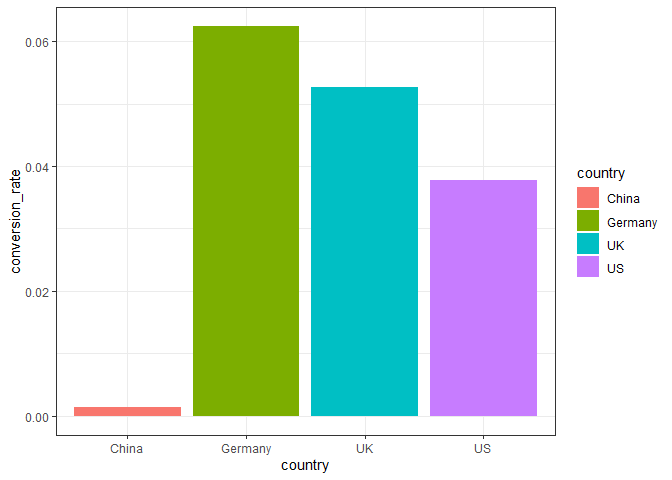 conversion_rate
0.06
0.04
0.02
0.00
China Germany UK US
country
country
China
Germany
UK
US